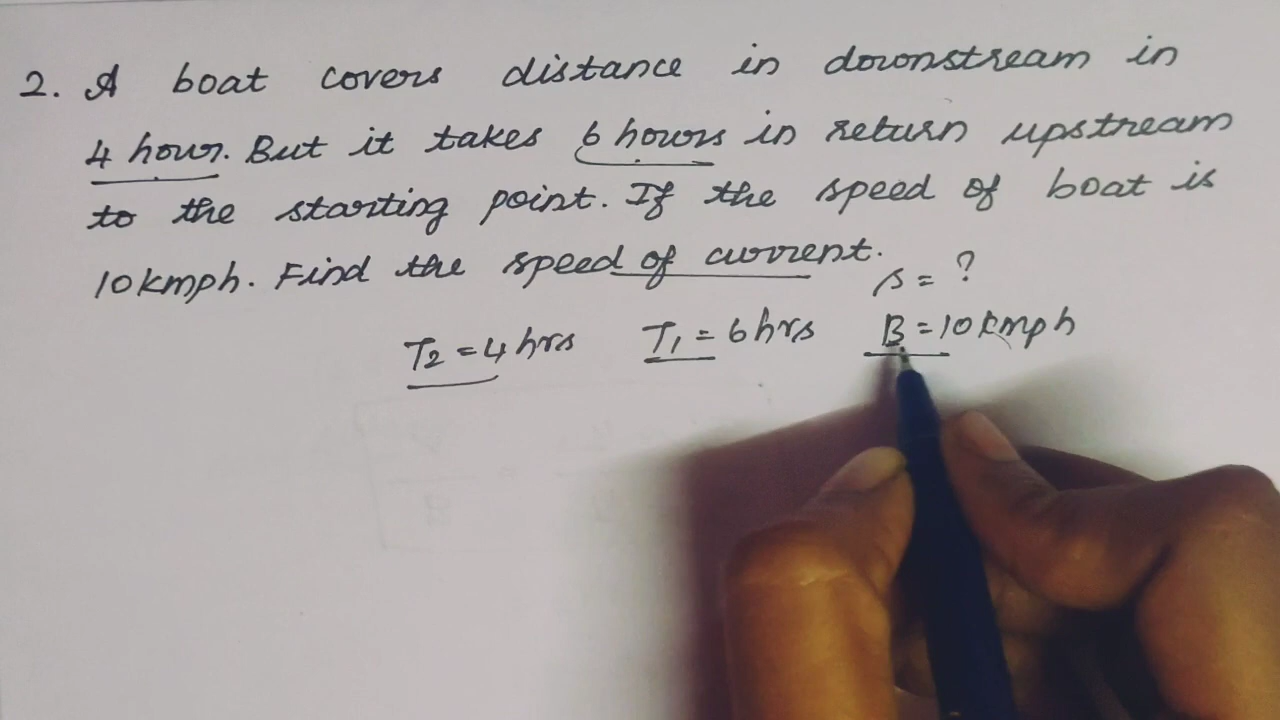 2. A boat covers distance in downstream in
4 hour. But it takes 6 hours in return upstream
to the starting point. If the speed of boat is
10kmph. Find the speed of current.
s = ?
T2 = 4 hrs T1 = 6 hrs B = 10 kmph